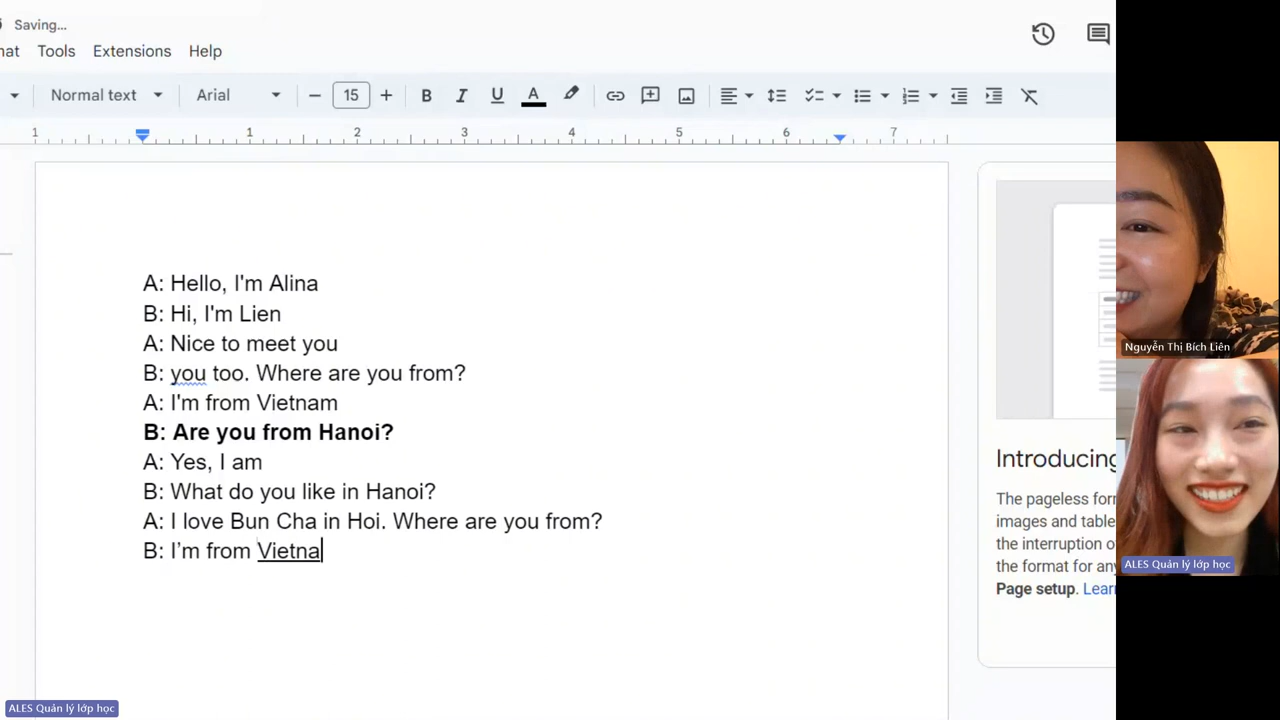 Saving...
mat Tools Extensions Help
Normal text Arial 15 B I U A
1 1 2 3 4 5 6 7
A: Hello, I'm Alina
B: Hi, I'm Lien
A: Nice to meet you
B: you too. Where are you from?
A: I'm from Vietnam
B: Are you from Hanoi?
A: Yes, I am
B: What do you like in Hanoi?
A: I love Bun Cha in Hoi. Where are you from?
B: I’m from Vietna
Introducing
The pageless for
images and table
the interruption o
the format for any
Page setup. Lear
Nguyễn Thị Bích Liên
ALES Quản lý lớp học
ALES Quản lý lớp học